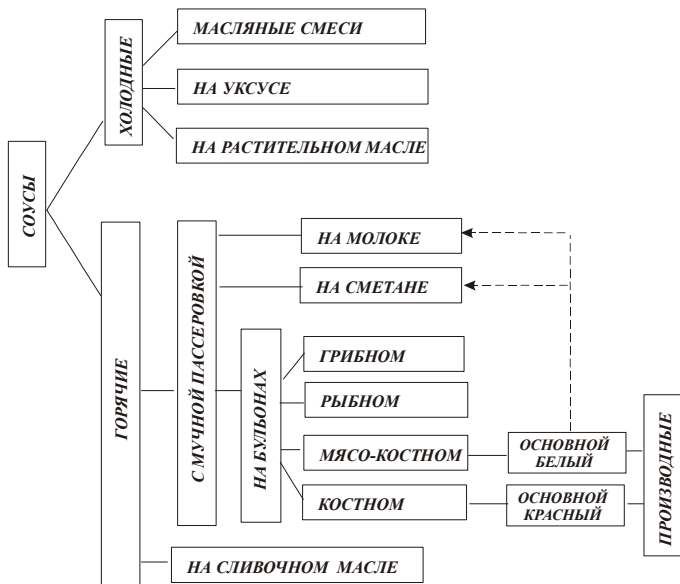 СОУСЫ
ХОЛОДНЫЕ
МАСЛЯНЫЕ СМЕСИ
НА УКСУСЕ
НА РАСТИТЕЛЬНОМ МАСЛЕ
ГОРЯЧИЕ
С МУЧНОЙ ПАССЕРОВКОЙ
НА МОЛОКЕ
НА СМЕТАНЕ
НА БУЛЬОНАХ
ГРИБНОМ
РЫБНОМ
МЯСО-КОСТНОМ
ОСНОВНОЙ
БЕЛЫЙ
КОСТНОМ
ОСНОВНОЙ
КРАСНЫЙ
ПРОИЗВОДНЫЕ
НА СЛИВОЧНОМ МАСЛЕ